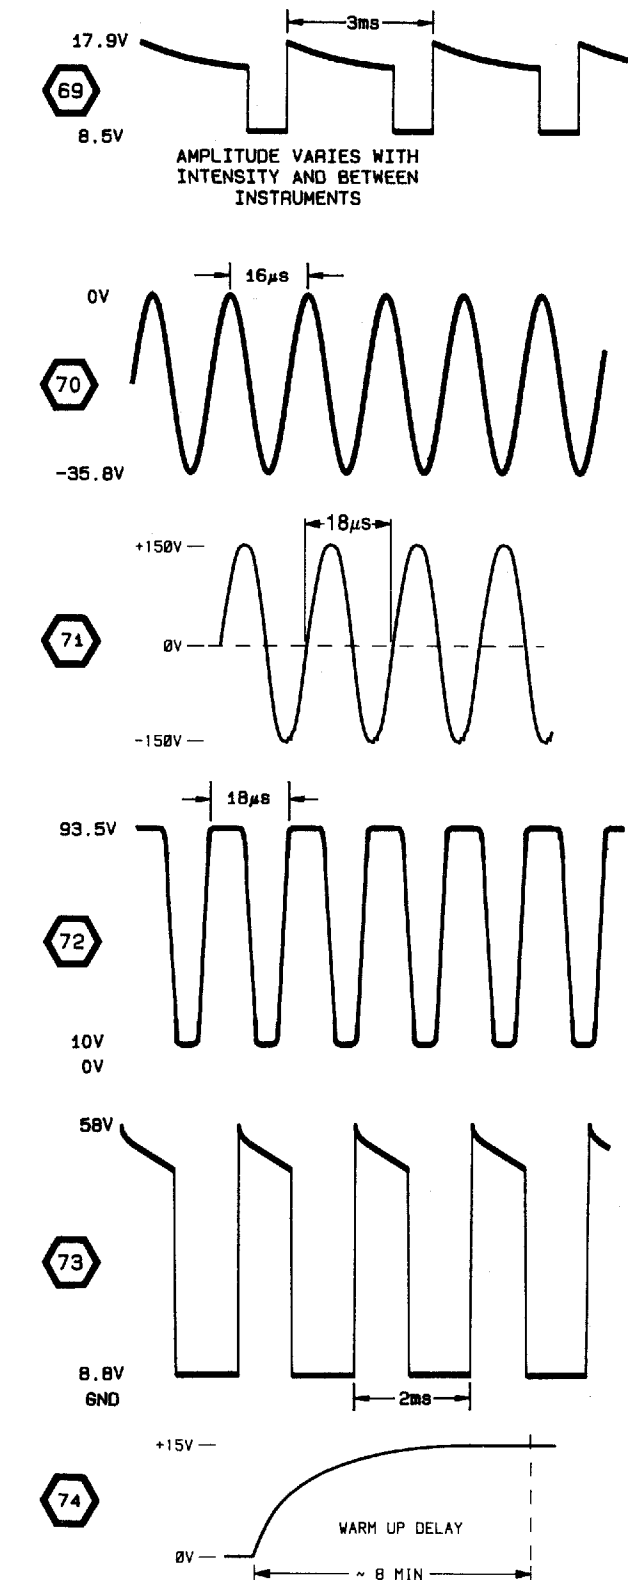 3ms
17.9V
69
8.5V
AMPLITUDE VARIES WITH
INTENSITY AND BETWEEN
INSTRUMENTS
16μs
0V
70
-35.8V
18μs
+150V
71
0V
-150V
18μs
93.5V
72
10V
0V
58V
73
8.8V
GND
2ms
+15V
74
WARM UP DELAY
0V
~ 8 MIN